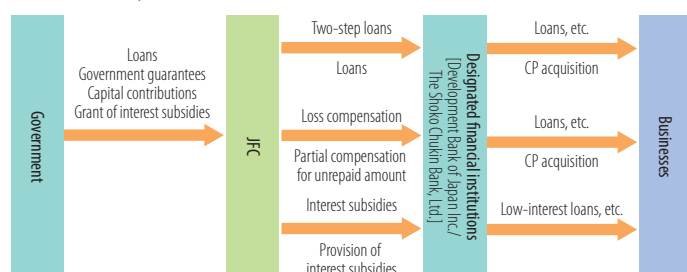 Government
Loans
Government guarantees
Capital contributions
Grant of interest subsidies
JFC
Two-step loans
Loans
Loss compensation
Partial compensation
for unrepaid amount
Interest subsidies
Provision of
interest subsidies
Designated financial institutions
[Development Bank of Japan Inc./
The Shoko Chukin Bank, Ltd.]
Loans, etc.
CP acquisition
Loans, etc.
CP acquisition
Low-interest loans, etc.
Businesses